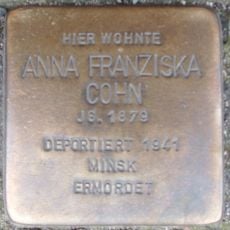 HIER WOHNTE
ANNA FRANZISKA
COHN
JG. 1879
DEPORTIERT 1941
MINSK
ERMORDET